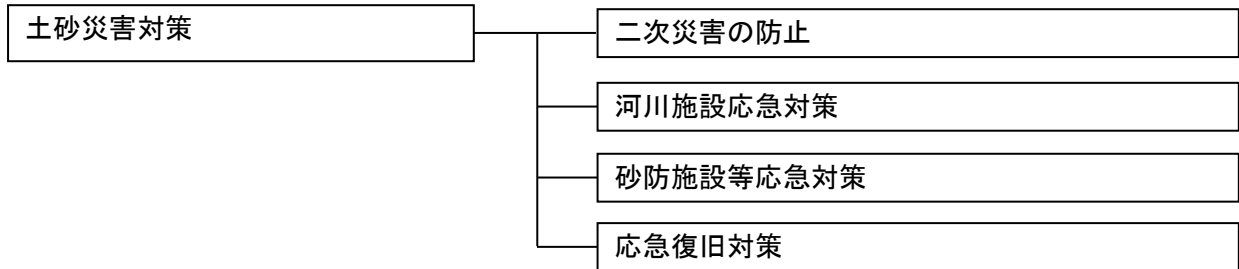 土砂災害対策
二次災害の防止
河川施設応急対策
砂防施設等応急対策
応急復旧対策